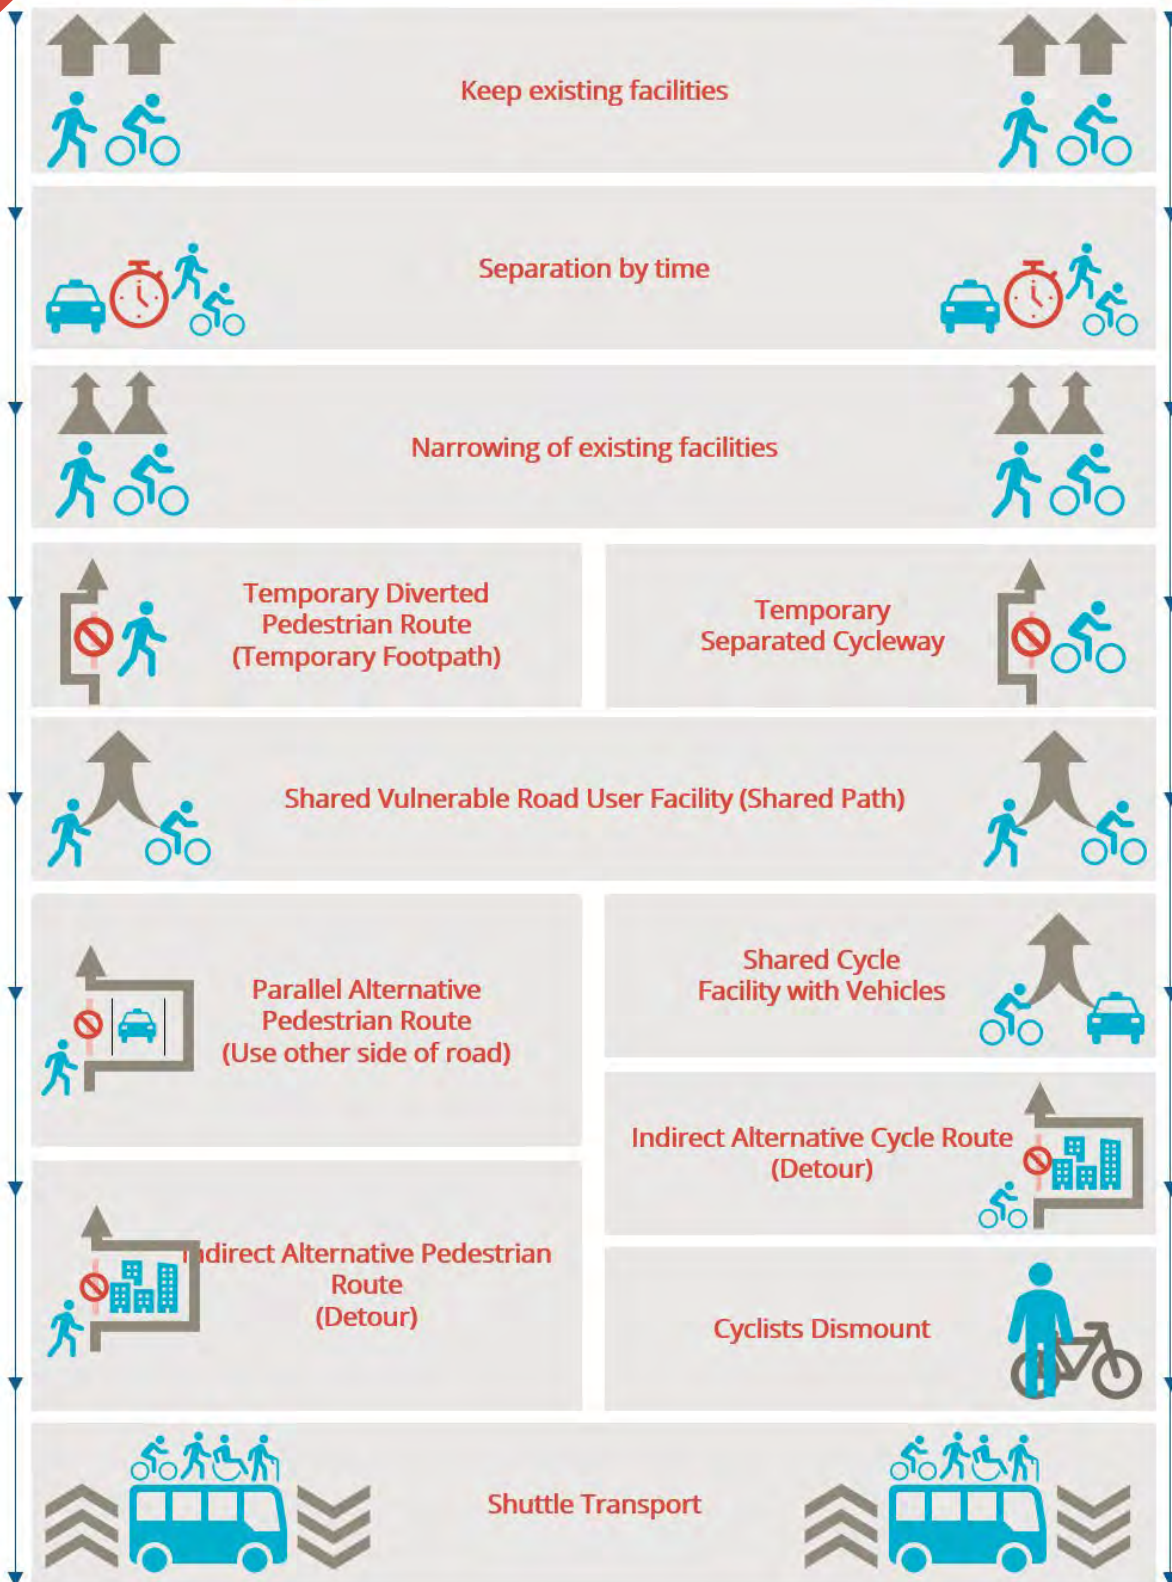 Keep existing facilities
Separation by time
Narrowing of existing facilities
Temporary Diverted
Pedestrian Route
(Temporary Footpath)
Temporary
Separated Cycleway
Shared Vulnerable Road User Facility (Shared Path)
Parallel Alternative
Pedestrian Route
(Use other side of road)
Shared Cycle
Facility with Vehicles
Indirect Alternative Cycle Route
(Detour)
Indirect Alternative Pedestrian
Route
(Detour)
Cyclists Dismount
Shuttle Transport